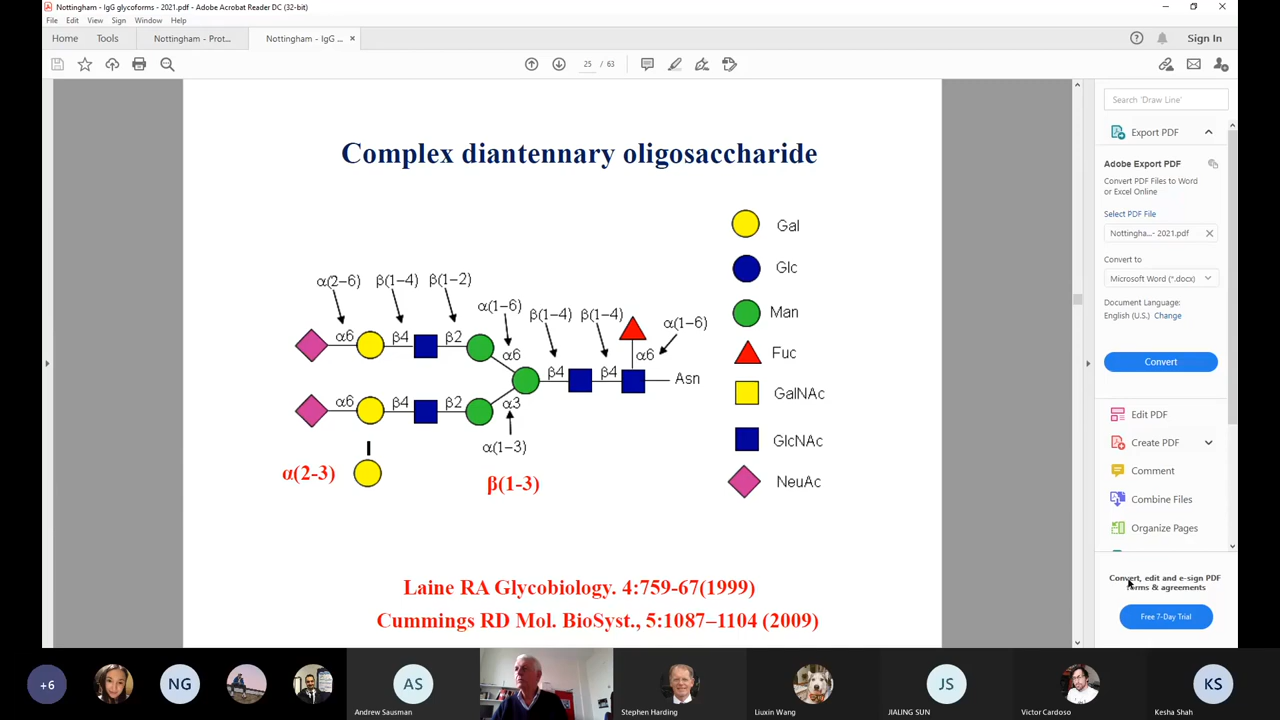 Nottingham - IgG glycoforms - 2021.pdf - Adobe Acrobat Reader DC (32-bit)
File Edit View Sign Window Help
Home Tools Nottingham - Prot... Nottingham - IgG ... × Sign In
25 / 63
Search 'Draw Line'
Export PDF
Adobe Export PDF
Convert PDF Files to Word
or Excel Online
Select PDF File
Nottingha...- 2021.pdf
Convert to
Microsoft Word (*.docx)
Document Language:
English (U.S.) Change
Convert
Edit PDF
Create PDF
Comment
Combine Files
Organize Pages
Convert, edit and e-sign PDF
forms & agreements
Free 7-Day Trial
Complex diantennary oligosaccharide
α(2-6) β(1-4) β(1-2)
α(1-6) β(1-4) β(1-4) α(1-6)
α6 β4 β2 α6 α6
β4 β4 Asn
α6 β4 β2 α3
α(1-3)
α(2-3) β(1-3)
Gal
Glc
Man
Fuc
GalNAc
GlcNAc
NeuAc
Laine RA Glycobiology. 4:759-67(1999)
Cummings RD Mol. BioSyst., 5:1087–1104 (2009)
+6 NG AS JS KS
Andrew Sausman Stephen Harding Liuxin Wang JIALING SUN Victor Cardoso Kesha Shah